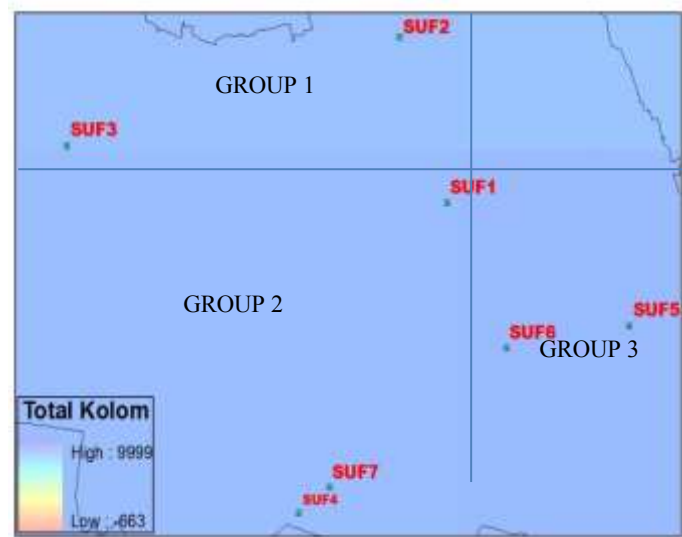 SUF2
GROUP 1
SUF3
SUF1
GROUP 2
SUF5
SUF6
GROUP 3
Total Kolom
High : 9999
SUF7
SUF4
Low : -663